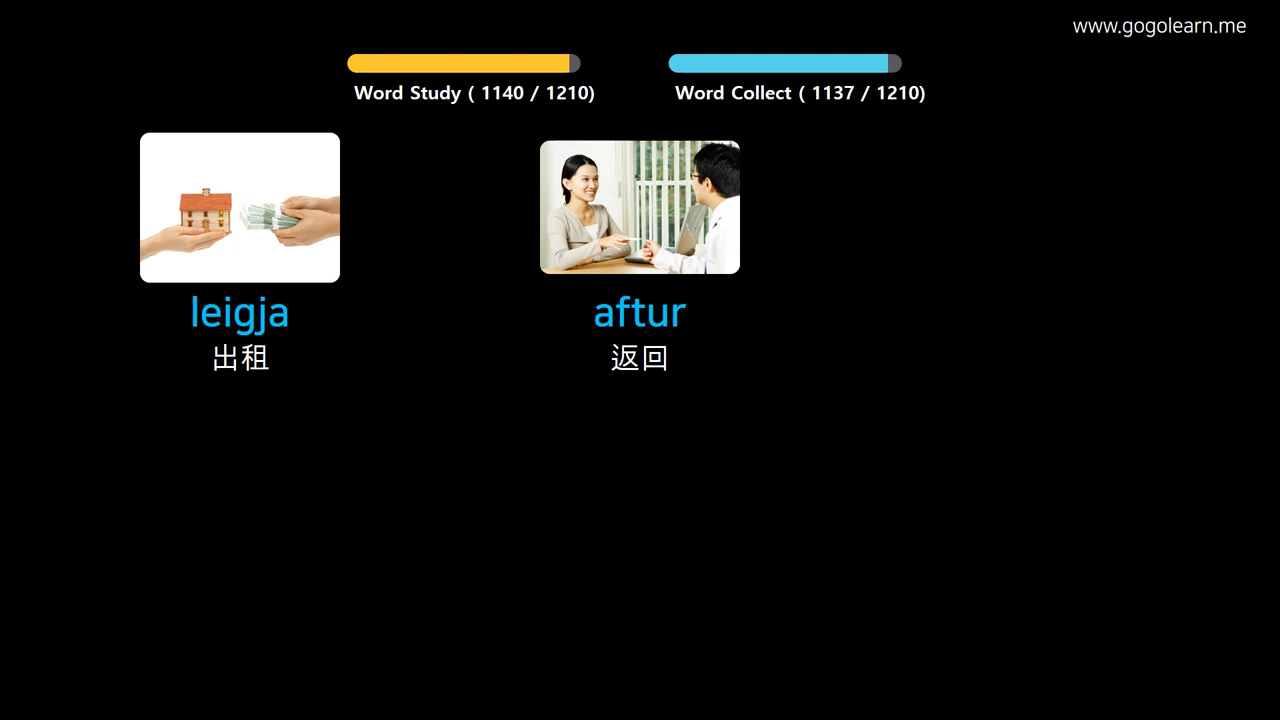 www.gogolearn.me
Word Study ( 1140 / 1210)
Word Collect ( 1137 / 1210)
leigja
出租
aftur
返回